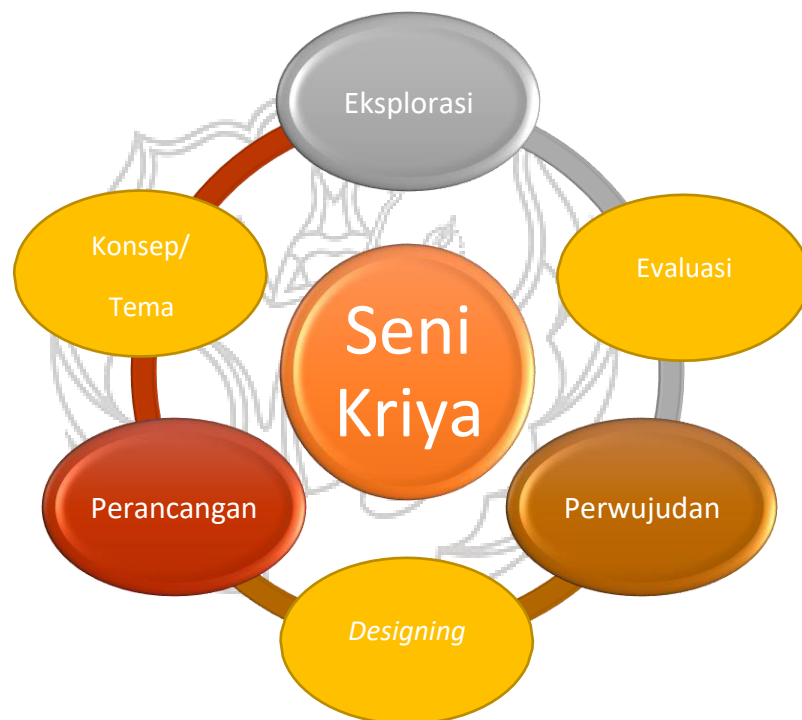 Eksplorasi
Konsep/
Tema
Evaluasi
Seni
Kriya
Perancangan
Perwujudan
Designing